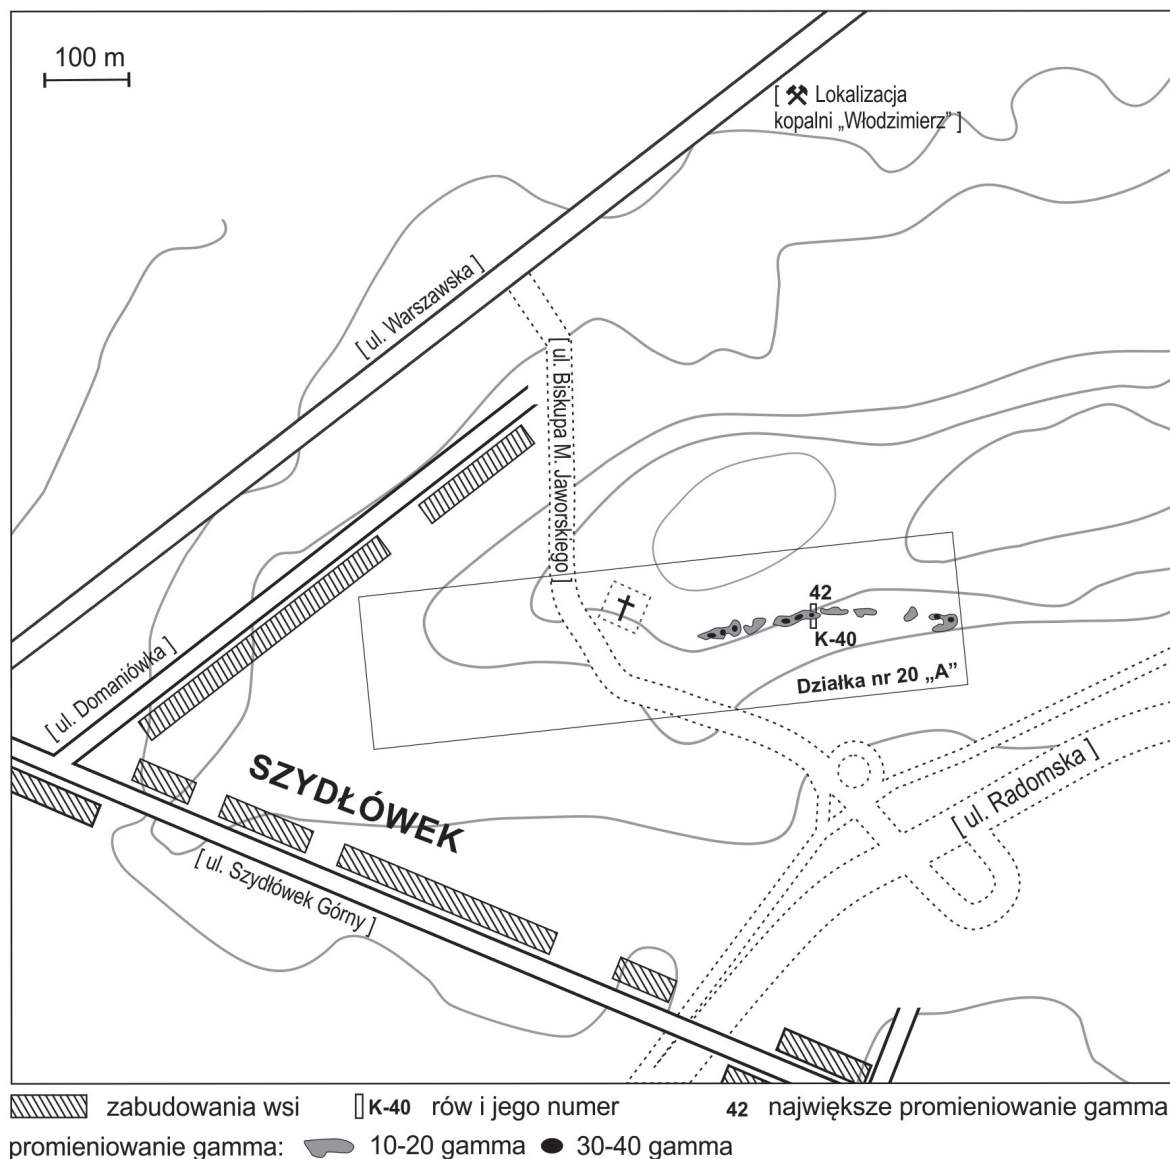 100 m
[ ⚒ Lokalizacja
kopalni „Włodzimierz” ]
[ ul. Warszawska ]
[ ul. Biskupa M. Jaworskiego ]
42
K-40
Działka nr 20 „A”
[ ul. Domaniówka ]
SZYDŁÓWEK
[ ul. Radomska ]
[ ul. Szydłówek Górny ]
zabudowania wsi
K-40 rów i jego numer
42 największe promieniowanie gamma
promieniowanie gamma: 10-20 gamma 30-40 gamma